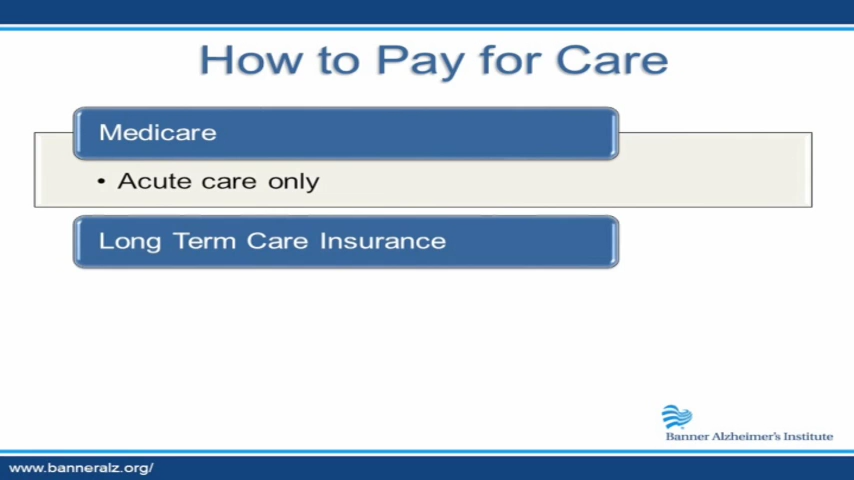 How to Pay for Care
Medicare
• Acute care only
Long Term Care Insurance
Banner Alzheimer's Institute
www.banneralz.org/